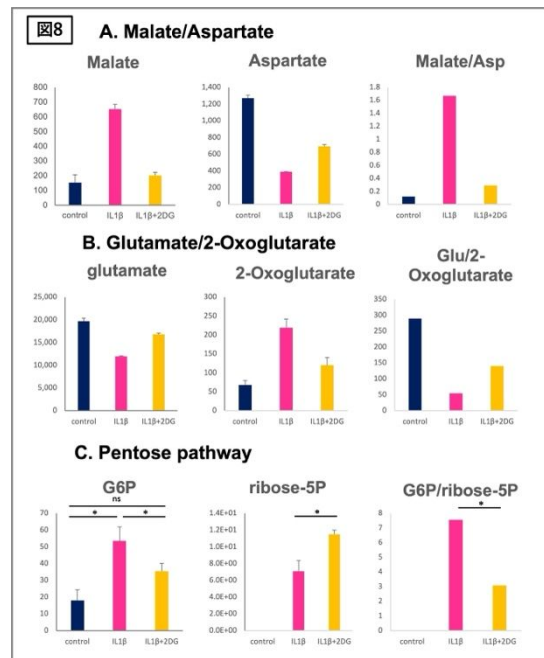 図8
A. Malate/Aspartate
Malate
Aspartate
Malate/Asp
800
700
600
500
400
300
200
100
0
control
IL1β
IL1β+2DG
1,400
1,200
1,000
800
600
400
200
0
control
IL1β
IL1β+2DG
1.8
1.6
1.4
1.2
1
0.8
0.6
0.4
0.2
0
control
IL1β
IL1β+2DG
B. Glutamate/2-Oxoglutarate
glutamate
2-Oxoglutarate
Glu/2-
Oxoglutarate
25,000
20,000
15,000
10,000
5,000
0
control
IL1β
IL1β+2DG
300
250
200
150
100
50
0
control
IL1β
IL1β+2DG
350
300
250
200
150
100
50
0
control
IL1β
IL1β+2DG
C. Pentose pathway
G6P
ribose-5P
G6P/ribose-5P
ns
*
*
70
60
50
40
30
20
10
0
control
IL1β
IL1β+2DG
*
1.4E+01
1.2E+01
1.0E+01
8.0E+00
6.0E+00
4.0E+00
2.0E+00
0.0E+00
control
IL1β
IL1β+2DG
*
8
7
6
5
4
3
2
1
0
control
IL1β
IL1β+2DG